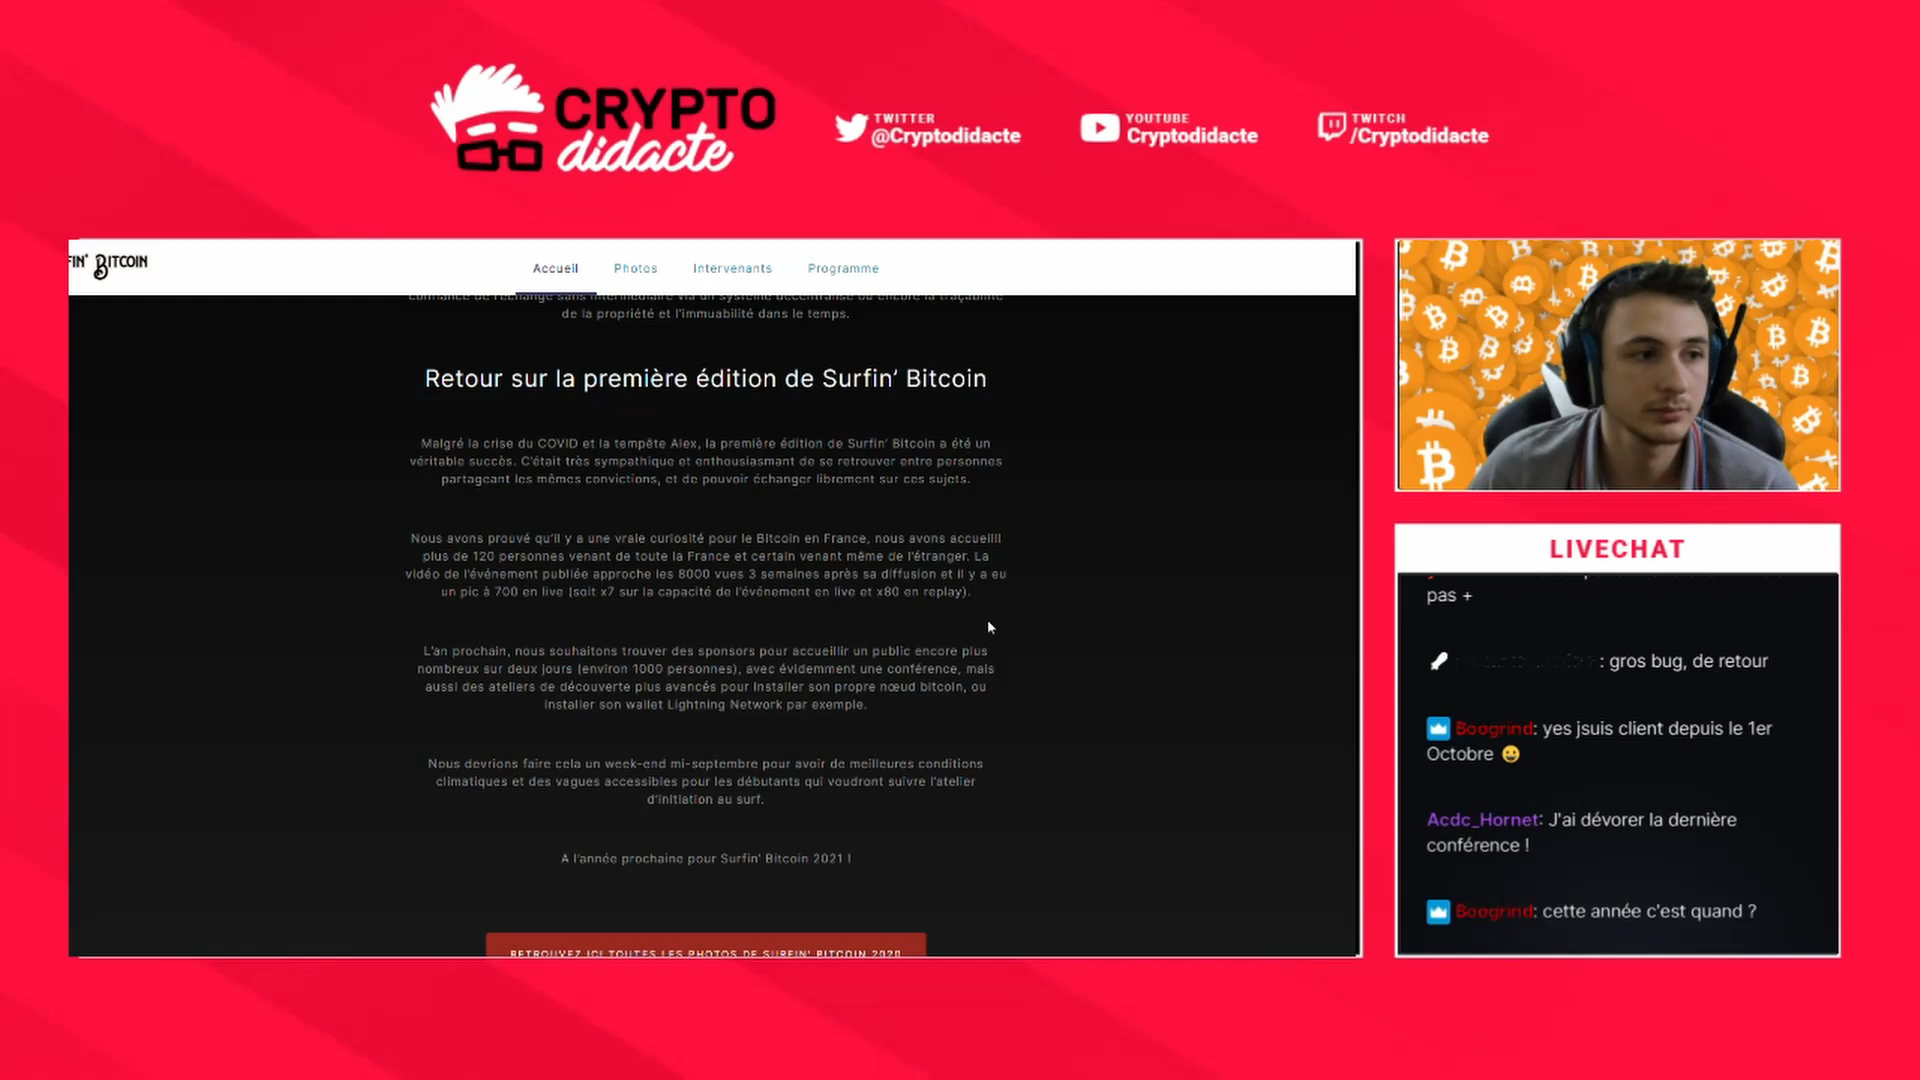 CRYPTO
didacte
TWITTER
@Cryptodidacte
YOUTUBE
Cryptodidacte
TWITCH
/Cryptodidacte
FIN' BITCOIN
Accueil
Photos
Intervenants
Programme
confiance de l'échange sans intermédiaire via un système décentralisé ou encore la traçabilité
de la propriété et l'immuabilité dans le temps.
Retour sur la première édition de Surfin' Bitcoin
Malgré la crise du COVID et la tempête Alex, la première édition de Surfin' Bitcoin a été un
véritable succès. C'était très sympathique et enthousiasmant de se retrouver entre personnes
partageant les mêmes convictions, et de pouvoir échanger librement sur ces sujets.
Nous avons prouvé qu'il y a une vraie curiosité pour le Bitcoin en France, nous avons accueilli
plus de 120 personnes venant de toute la France et certain venant même de l'étranger. La
vidéo de l'événement publiée approche les 8000 vues 3 semaines après sa diffusion et il y a eu
un pic à 700 en live (soit x7 sur la capacité de l'événement en live et x80 en replay).
L'an prochain, nous souhaitons trouver des sponsors pour accueillir un public encore plus
nombreux sur deux jours (environ 1000 personnes), avec évidemment une conférence, mais
aussi des ateliers de découverte plus avancés pour installer son propre nœud bitcoin, ou
installer son wallet Lightning Network par exemple.
Nous devrions faire cela un week-end mi-septembre pour avoir de meilleures conditions
climatiques et des vagues accessibles pour les débutants qui voudront suivre l'atelier
d'initiation au surf.
A l'année prochaine pour Surfin' Bitcoin 2021 !
RETROUVEZ ICI TOUTES LES PHOTOS DE SURFIN' BITCOIN 2020
LIVECHAT
pas +
: gros bug, de retour
Boogrind: yes jsuis client depuis le 1er
Octobre 😀
Acdc_Hornet: J'ai dévorer la dernière
conférence !
Boogrind: cette année c'est quand ?